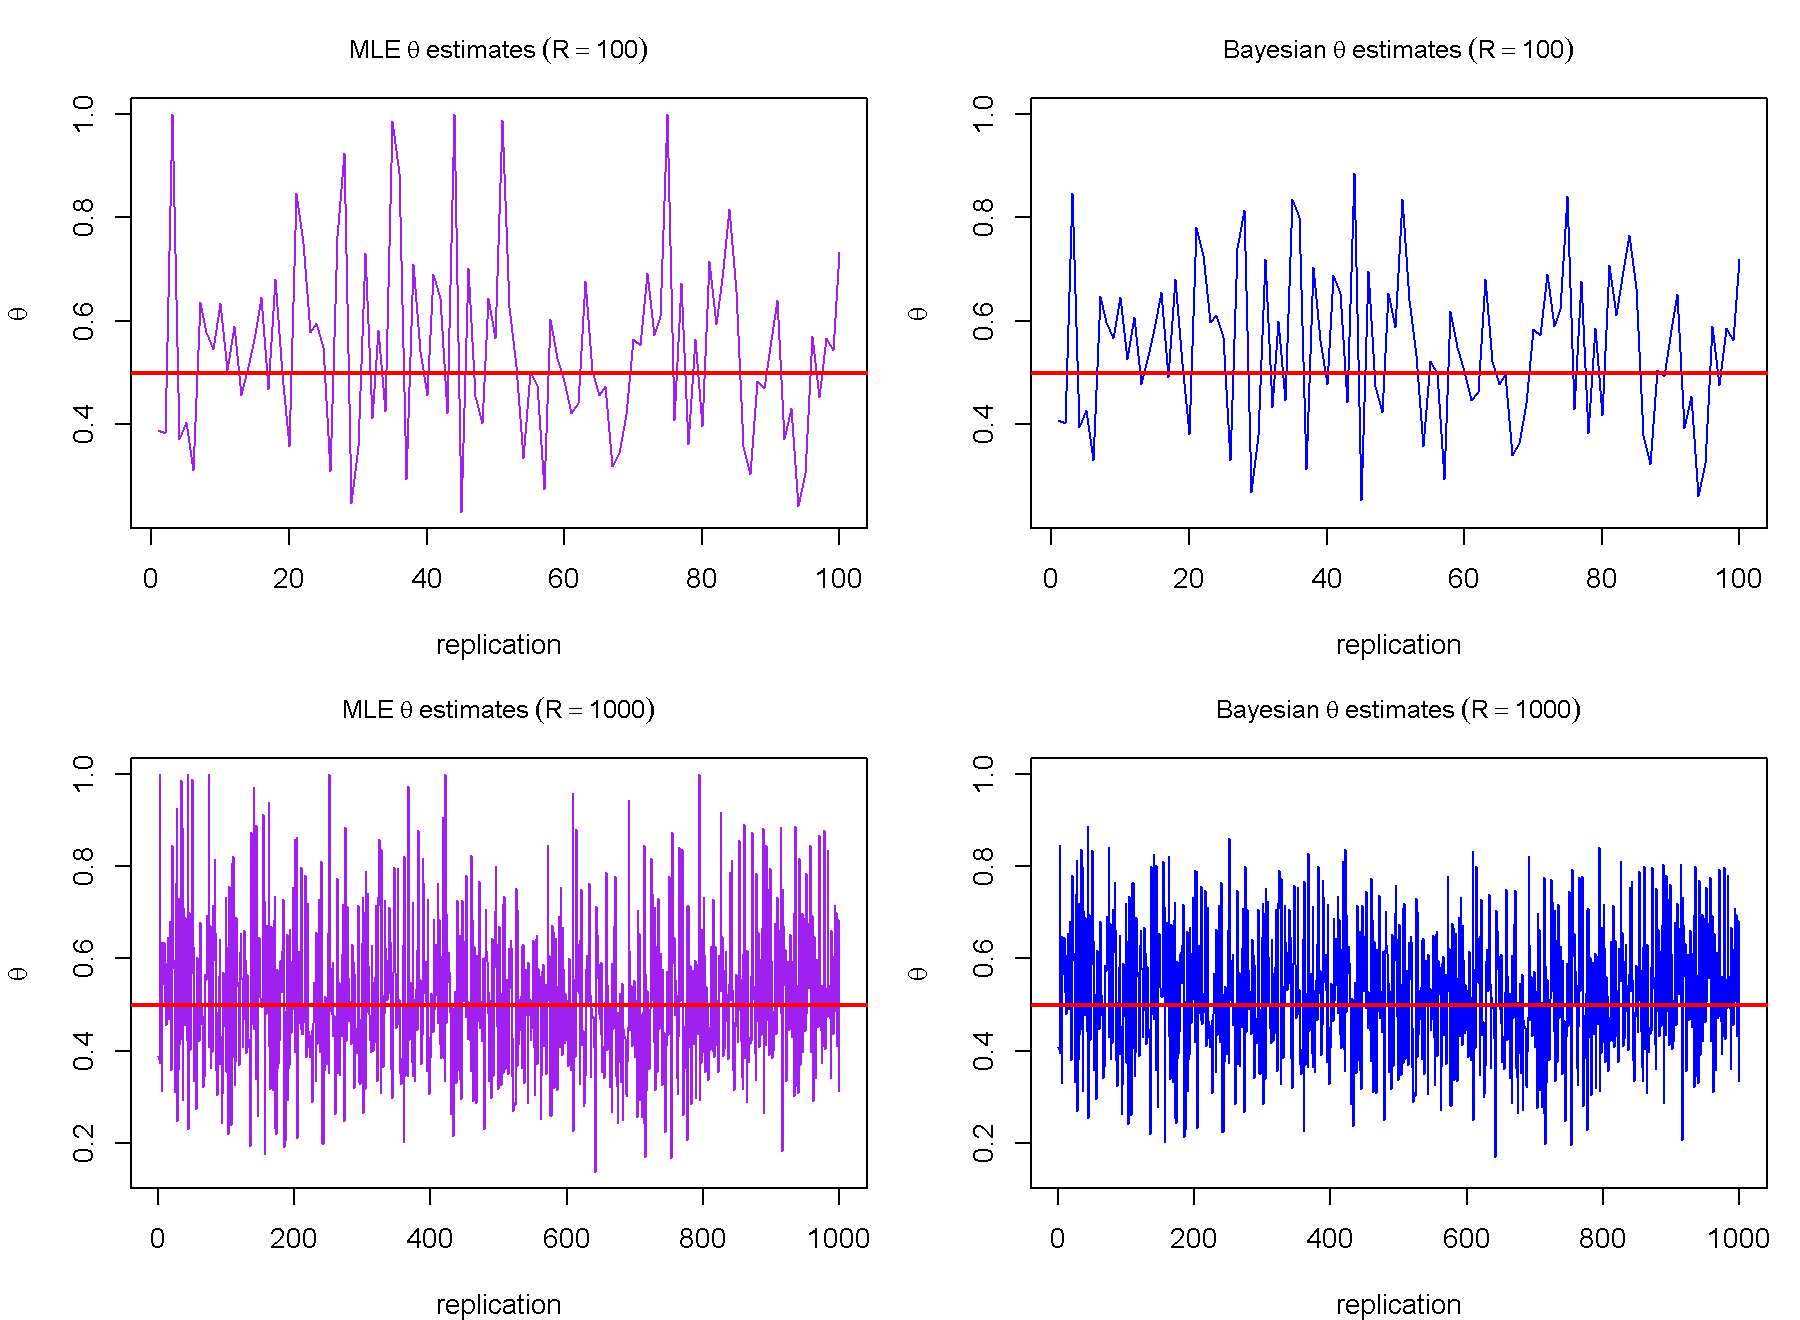 MLE θ estimates (R = 100)
θ
0.4 0.6 0.8 1.0
0 20 40 60 80 100
replication
Bayesian θ estimates (R = 100)
θ
0.4 0.6 0.8 1.0
0 20 40 60 80 100
replication
MLE θ estimates (R = 1000)
θ
0.2 0.4 0.6 0.8 1.0
0 200 400 600 800 1000
replication
Bayesian θ estimates (R = 1000)
θ
0.2 0.4 0.6 0.8 1.0
0 200 400 600 800 1000
replication